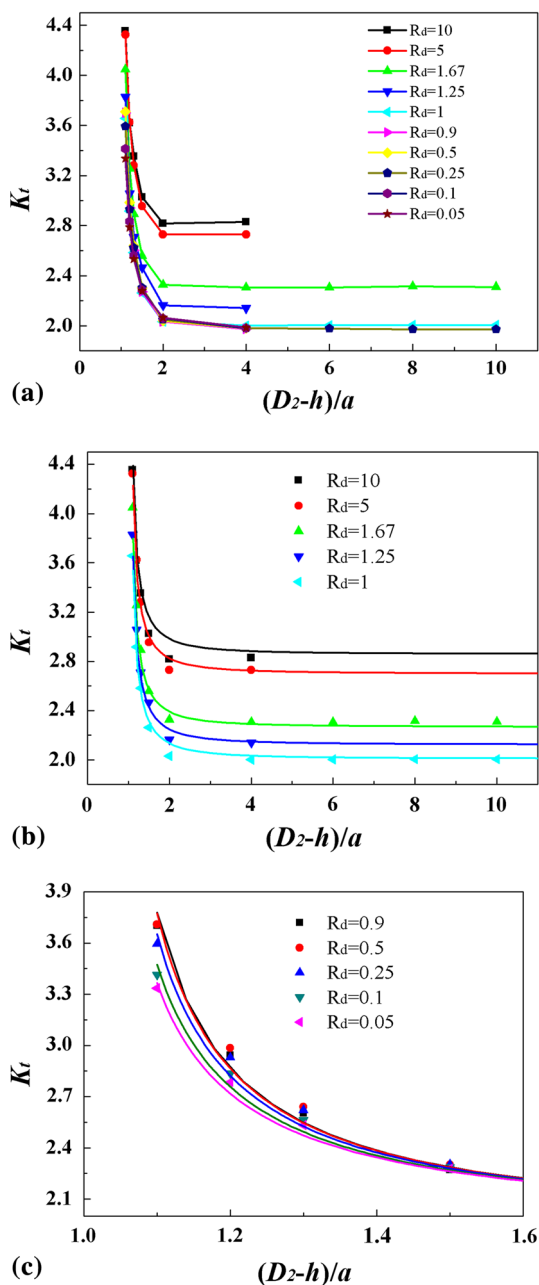 4.4
4.0
3.6
3.2
2.8
2.4
2.0
Kt
Rd=10
Rd=5
Rd=1.67
Rd=1.25
Rd=1
Rd=0.9
Rd=0.5
Rd=0.25
Rd=0.1
Rd=0.05
0 2 4 6 8 10
(a)
(D2-h)/a
4.4
4.0
3.6
3.2
2.8
2.4
2.0
Kt
Rd=10
Rd=5
Rd=1.67
Rd=1.25
Rd=1
0 2 4 6 8 10
(b)
(D2-h)/a
3.9
3.6
3.3
3.0
2.7
2.4
2.1
Kt
Rd=0.9
Rd=0.5
Rd=0.25
Rd=0.1
Rd=0.05
1.0 1.2 1.4 1.6
(c)
(D2-h)/a